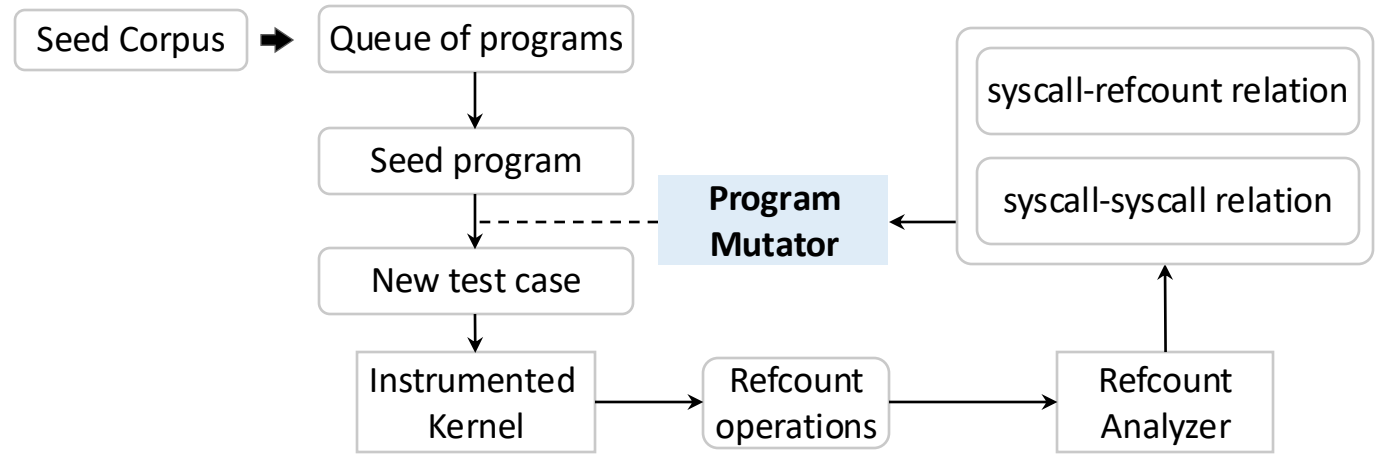 Seed Corpus
Queue of programs
syscall-refcount relation
Seed program
syscall-syscall relation
Program
Mutator
New test case
Instrumented
Kernel
Refcount
operations
Refcount
Analyzer